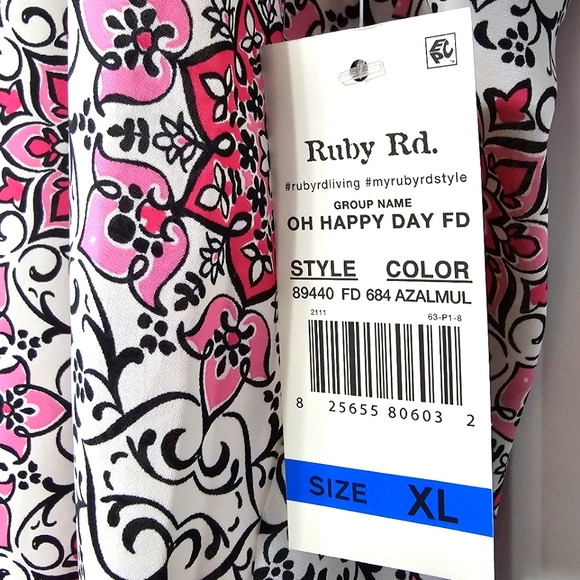 EPC
Ruby Rd.
#rubyrdliving #myrubyrdstyle
GROUP NAME
OH HAPPY DAY FD
STYLE COLOR
89440 FD 684 AZALMUL
2111 63-P1-8
8 25655 80603 2
SIZE XL